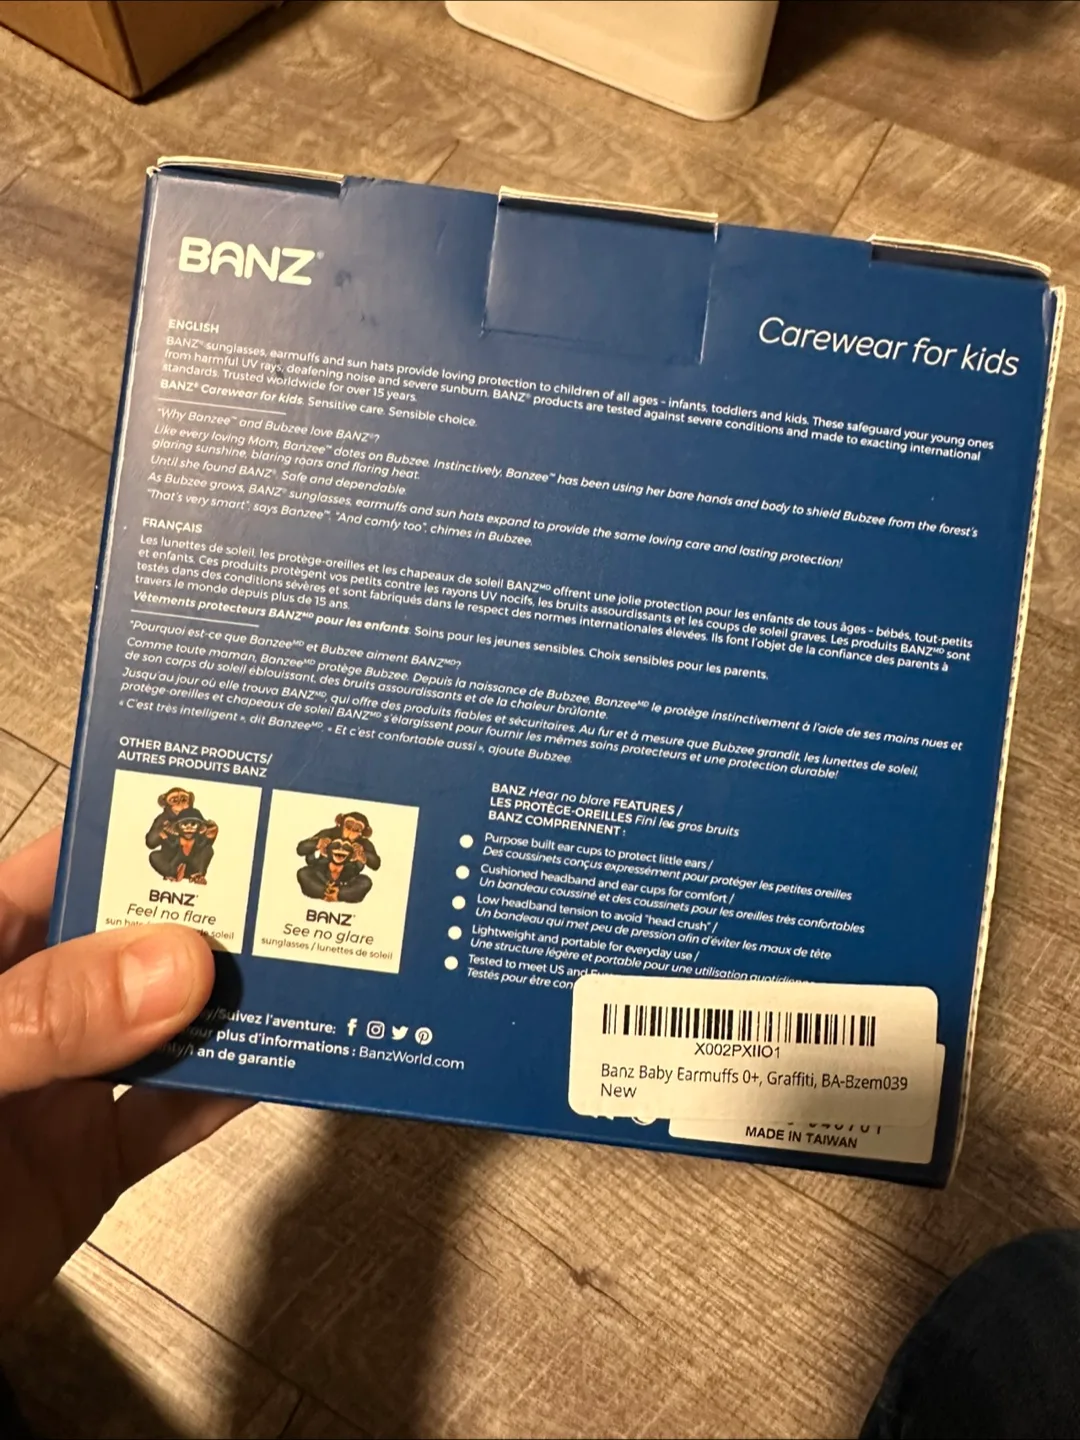 BANZ®
Carewear for kids
ENGLISH
BANZ® sunglasses, earmuffs and sun hats provide loving protection to children of all ages - infants, toddlers and kids. These safeguard your young ones
from harmful UV rays, deafening noise and severe sunburn. BANZ® products are tested against severe conditions and made to exacting international
standards. Trusted worldwide for over 15 years.
BANZ® Carewear for kids. Sensitive care. Sensible choice.
"Why Banzee™ and Bubzee love BANZ®?
Like every loving Mom, Banzee™ dotes on Bubzee. Instinctively, Banzee™ has been using her bare hands and body to shield Bubzee from the forest's
glaring sunshine, blaring roars and flaring heat.
Until she found BANZ®. Safe and dependable.
As Bubzee grows, BANZ® sunglasses, earmuffs and sun hats expand to provide the same loving care and lasting protection!
"That's very smart", says Banzee™. "And comfy too", chimes in Bubzee.
FRANÇAIS
Les lunettes de soleil, les protège-oreilles et les chapeaux de soleil BANZᴹᴰ offrent une jolie protection pour les enfants de tous âges - bébés, tout-petits
et enfants. Ces produits protègent vos petits contre les rayons UV nocifs, les bruits assourdissants et les coups de soleil graves. Les produits BANZᴹᴰ sont
testés dans des conditions sévères et sont fabriqués dans le respect des normes internationales élevées. Ils font l'objet de la confiance des parents à
travers le monde depuis plus de 15 ans.
Vêtements protecteurs BANZᴹᴰ pour les enfants. Soins pour les jeunes sensibles. Choix sensibles pour les parents.
"Pourquoi est-ce que Banzeeᴹᴰ et Bubzee aiment BANZᴹᴰ?
Comme toute maman, Banzeeᴹᴰ protège Bubzee. Depuis la naissance de Bubzee, Banzeeᴹᴰ le protège instinctivement à l'aide de ses mains nues et
de son corps du soleil éblouissant, des bruits assourdissants et de la chaleur brûlante.
Jusqu'au jour où elle trouva BANZᴹᴰ, qui offre des produits fiables et sécuritaires. Au fur et à mesure que Bubzee grandit, les lunettes de soleil,
protège-oreilles et chapeaux de soleil BANZᴹᴰ s'élargissent pour fournir les mêmes soins protecteurs et une protection durable!
« C'est très intelligent », dit Banzeeᴹᴰ. « Et c'est confortable aussi », ajoute Bubzee.
OTHER BANZ PRODUCTS/
AUTRES PRODUITS BANZ
BANZ®
Feel no flare
sun hats de soleil
BANZ®
See no glare
sunglasses / lunettes de soleil
BANZ Hear no blare FEATURES /
LES PROTÈGE-OREILLES Fini les gros bruits
BANZ COMPRENNENT :
Purpose built ear cups to protect little ears /
Des coussinets conçus expressément pour protéger les petites oreilles
Cushioned headband and ear cups for comfort /
Un bandeau coussiné et des coussinets pour les oreilles très confortables
Low headband tension to avoid "head crush" /
Un bandeau qui met peu de pression afin d'éviter les maux de tête
Lightweight and portable for everyday use /
Une structure légère et portable pour une utilisation quotidienne
Tested to meet US and
Testés pour être con
/Suivez l'aventure:
our plus d'informations : BanzWorld.com
nty/1 an de garantie
X002PXIIO1
Banz Baby Earmuffs 0+, Graffiti, BA-Bzem039
New
MADE IN TAIWAN